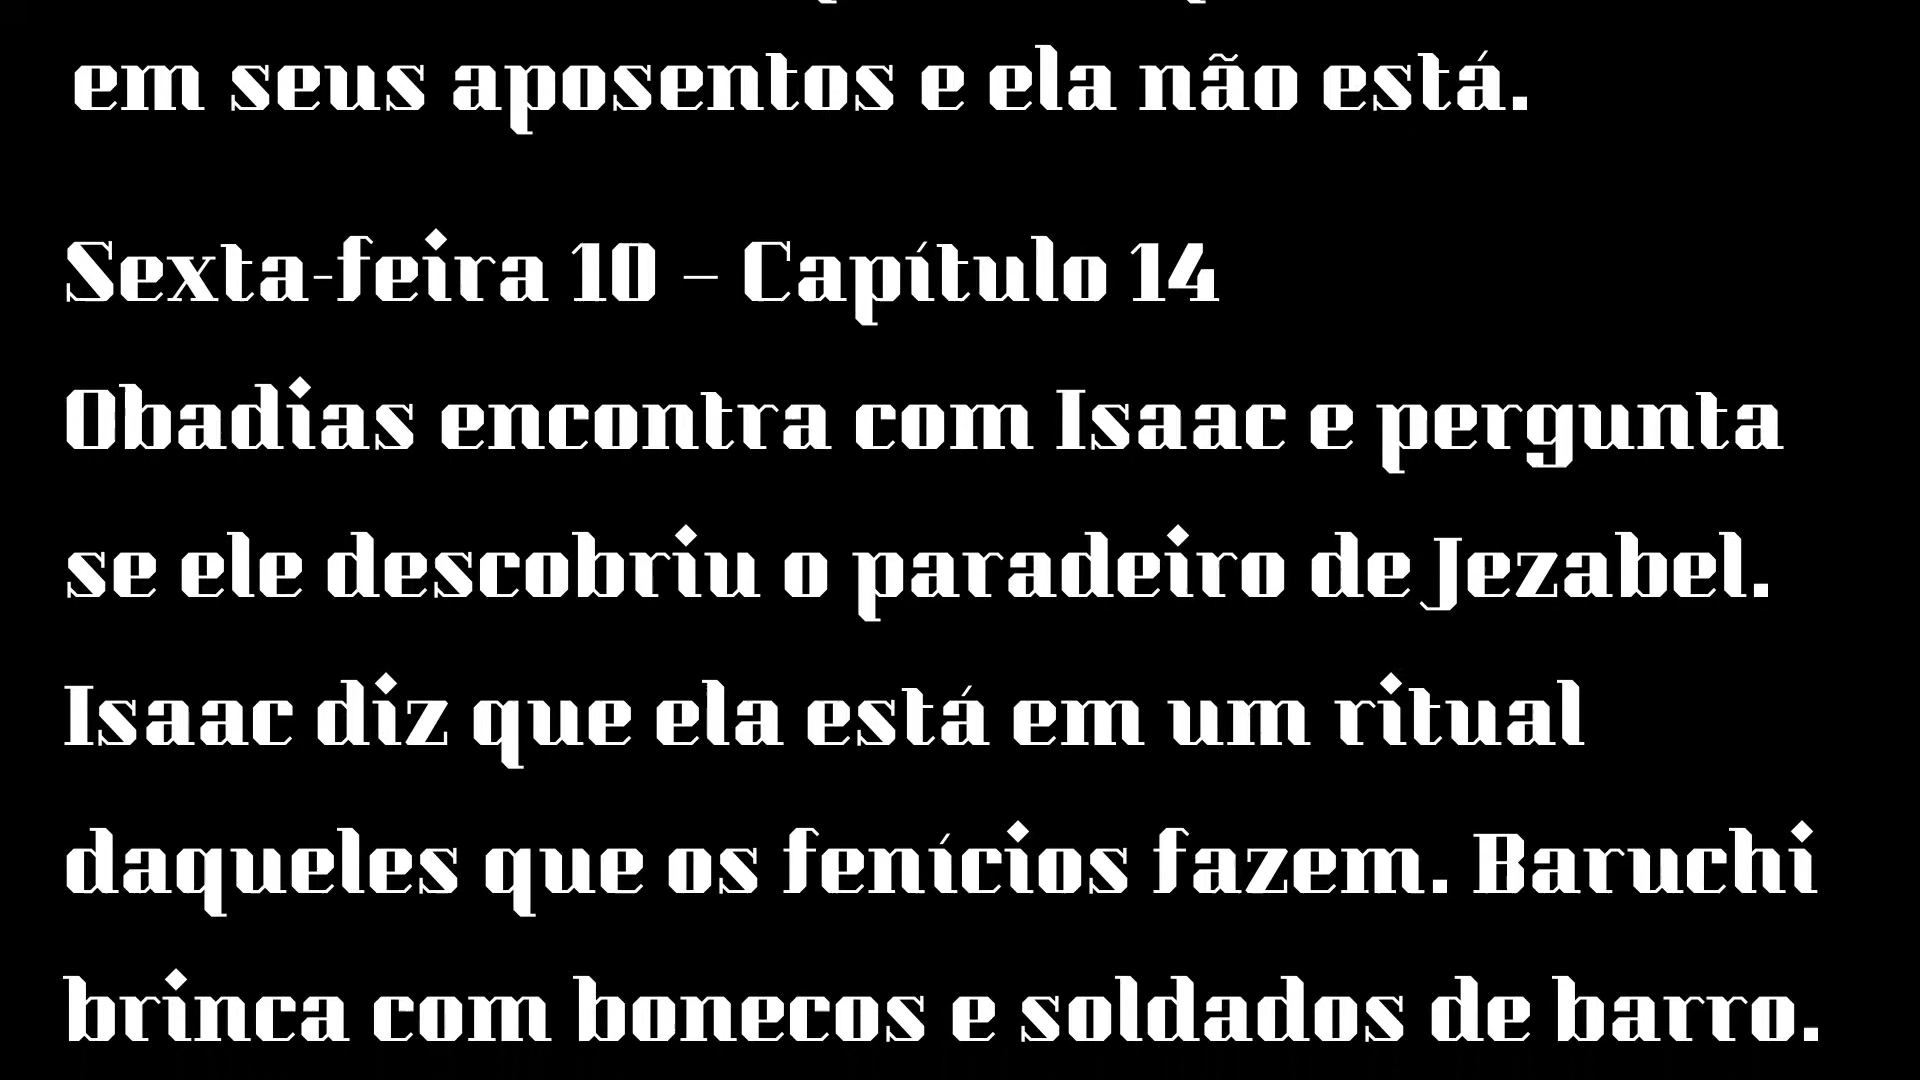 em seus aposentos e ela não está.
Sexta-feira 10 – Capítulo 14
Obadias encontra com Isaac e pergunta
se ele descobriu o paradeiro de Jezabel.
Isaac diz que ela está em um ritual
daqueles que os fenícios fazem. Baruchi
brinca com bonecos e soldados de barro.